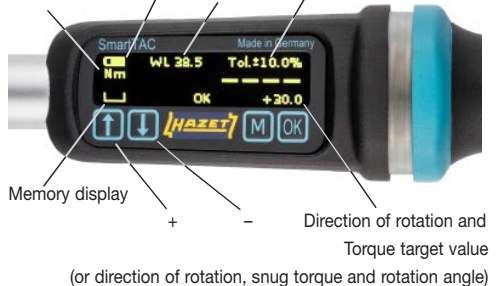 SmartTAC Made in Germany
WL 38.5 Tol.±10.0%
Nm
– – – –
OK +30.0
HAZET M OK
Memory display
+ –
Direction of rotation and
Torque target value
(or direction of rotation, snug torque and rotation angle)